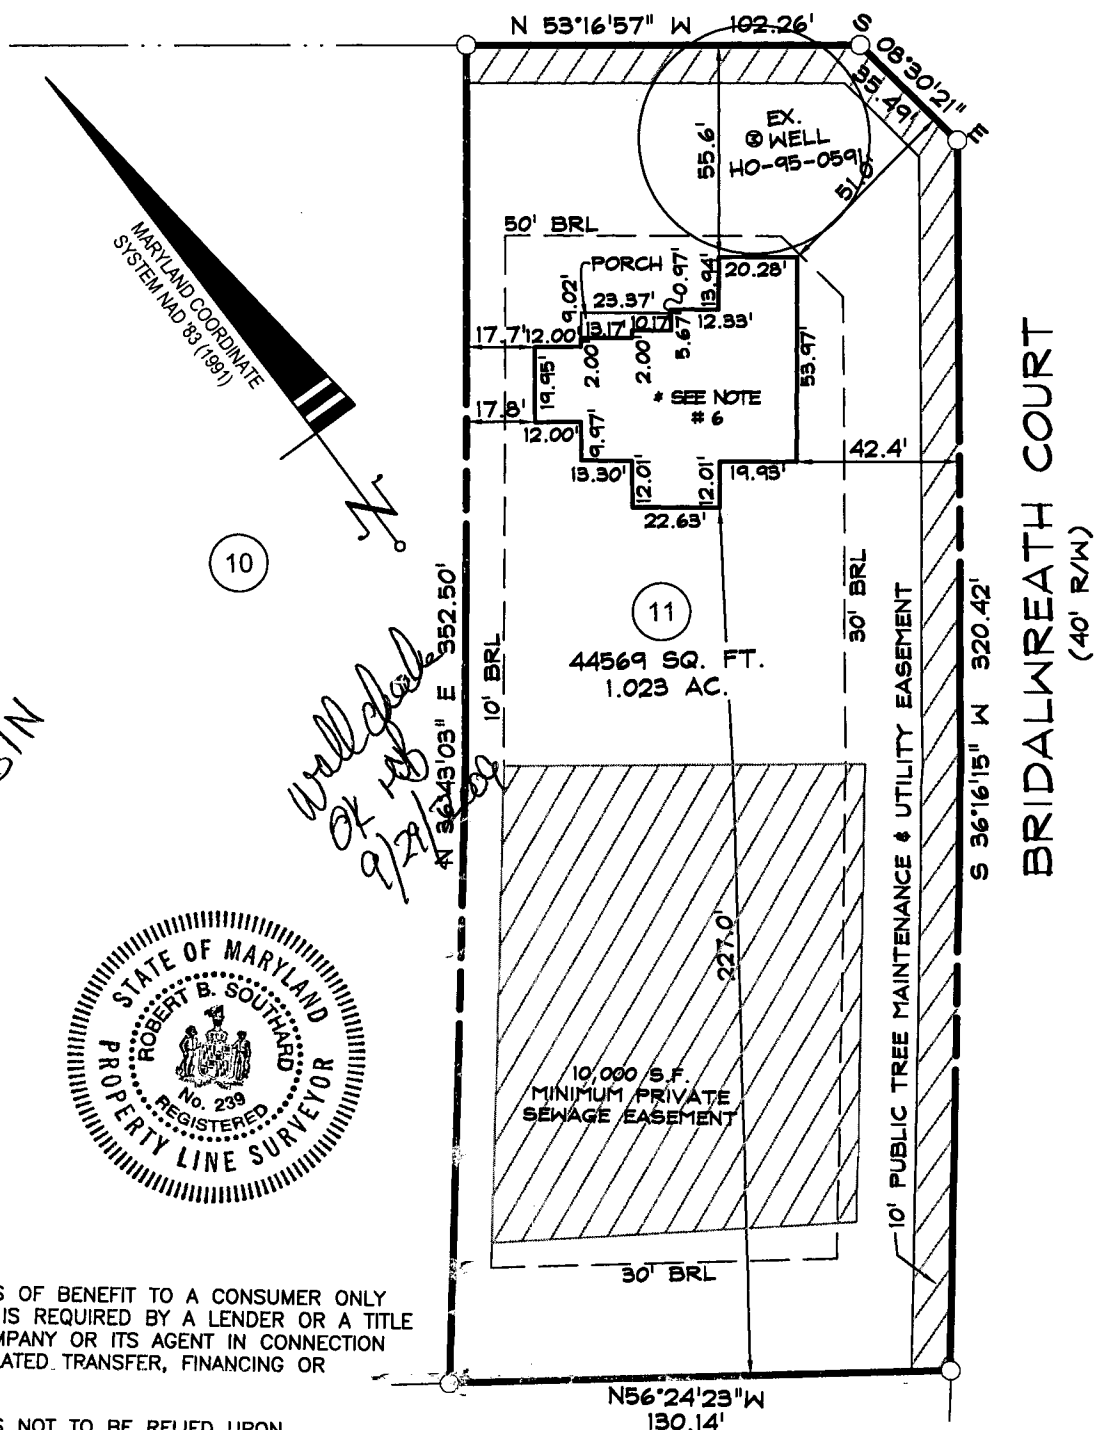 N 53°16'57" W 102.26'
S 08°30'21" E
35.49'
EX.
WELL
HO-95-0591
55.6'
51.0'
MARYLAND COORDINATE
SYSTEM NAD '83 (1991)
N
50' BRL
PORCH
20.28'
13.94'
0.97'
9.02'
23.37'
13.17'
10.17'
12.33'
5.67'
17.7'
12.00'
2.00'
2.00'
19.95'
53.97'
* SEE NOTE
# 6
17.8'
12.00'
9.97'
13.30'
12.01'
12.01'
19.93'
22.63'
42.4'
10
11
44569 SQ. FT.
1.023 AC.
N 36°43'03" E 352.50'
10' BRL
30' BRL
S 36°16'15" W 320.42'
BRIDALWREATH COURT
(40' R/W)
10' PUBLIC TREE MAINTENANCE & UTILITY EASEMENT
Wall check
OK
9/29/2009
227.0'
10,000 S.F.
MINIMUM PRIVATE
SEWAGE EASEMENT
30' BRL
N56°24'23"W
130.14'
STATE OF MARYLAND
ROBERT B. SOUTHARD
No. 239
REGISTERED
PROPERTY LINE SURVEYOR
S OF BENEFIT TO A CONSUMER ONLY
IS REQUIRED BY A LENDER OR A TITLE
MPANY OR ITS AGENT IN CONNECTION
ATED TRANSFER, FINANCING OR
S NOT TO BE RELIED UPON